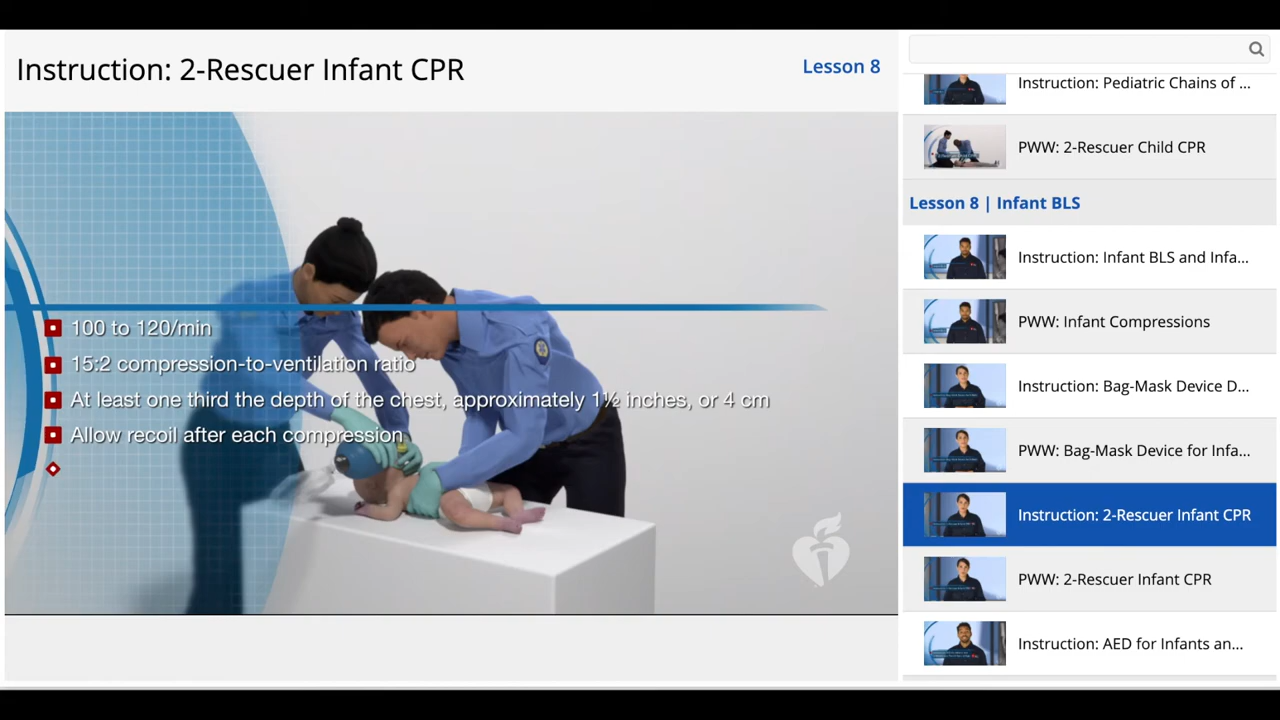 Instruction: 2-Rescuer Infant CPR
Lesson 8
100 to 120/min
15:2 compression-to-ventilation ratio
At least one third the depth of the chest, approximately 1½ inches, or 4 cm
Allow recoil after each compression
Instruction: Pediatric Chains of ...
PWW: 2-Rescuer Child CPR
Lesson 8 | Infant BLS
Instruction: Infant BLS and Infa...
PWW: Infant Compressions
Instruction: Bag-Mask Device D...
PWW: Bag-Mask Device for Infa...
Instruction: 2-Rescuer Infant CPR
PWW: 2-Rescuer Infant CPR
Instruction: AED for Infants an...